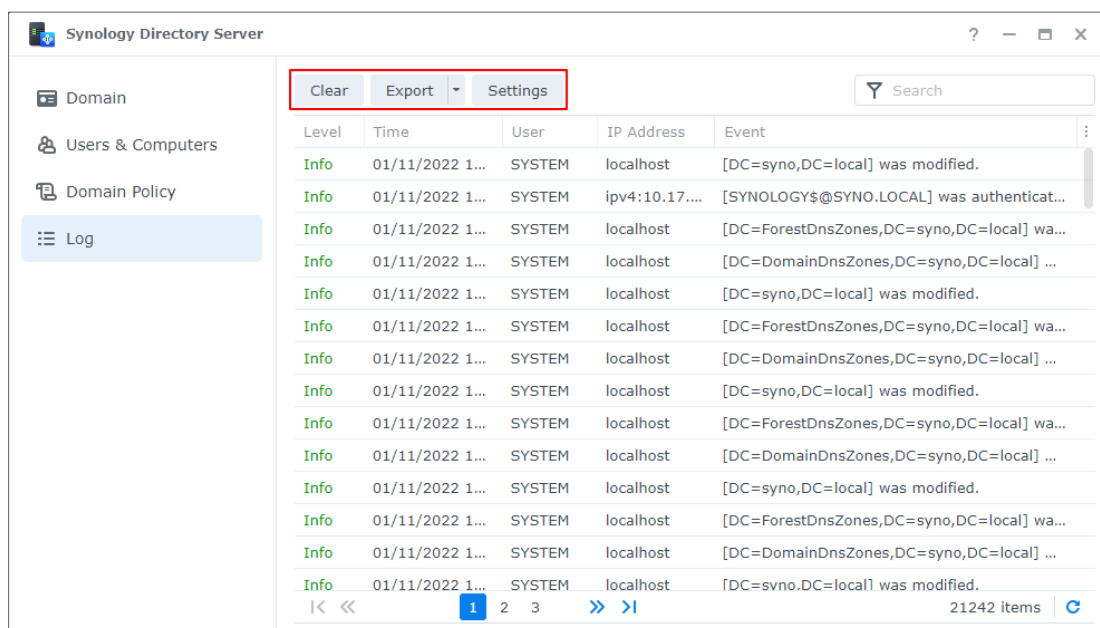 Synology Directory Server
Domain
Users & Computers
Domain Policy
Log
Clear Export Settings Search
Level Time User IP Address Event
Info 01/11/2022 1... SYSTEM localhost [DC=syno,DC=local] was modified.
Info 01/11/2022 1... SYSTEM ipv4:10.17.... [SYNOLOGY$@SYNO.LOCAL] was authenticat...
Info 01/11/2022 1... SYSTEM localhost [DC=ForestDnsZones,DC=syno,DC=local] wa...
Info 01/11/2022 1... SYSTEM localhost [DC=DomainDnsZones,DC=syno,DC=local] ...
Info 01/11/2022 1... SYSTEM localhost [DC=syno,DC=local] was modified.
Info 01/11/2022 1... SYSTEM localhost [DC=ForestDnsZones,DC=syno,DC=local] wa...
Info 01/11/2022 1... SYSTEM localhost [DC=DomainDnsZones,DC=syno,DC=local] ...
Info 01/11/2022 1... SYSTEM localhost [DC=syno,DC=local] was modified.
Info 01/11/2022 1... SYSTEM localhost [DC=ForestDnsZones,DC=syno,DC=local] wa...
Info 01/11/2022 1... SYSTEM localhost [DC=DomainDnsZones,DC=syno,DC=local] ...
Info 01/11/2022 1... SYSTEM localhost [DC=syno,DC=local] was modified.
Info 01/11/2022 1... SYSTEM localhost [DC=ForestDnsZones,DC=syno,DC=local] wa...
Info 01/11/2022 1... SYSTEM localhost [DC=DomainDnsZones,DC=syno,DC=local] ...
Info 01/11/2022 1... SYSTEM localhost [DC=syno,DC=local] was modified.
1 2 3 21242 items